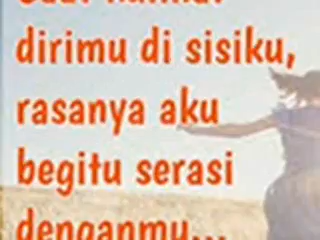 dirimu di sisiku,
rasanya aku
begitu serasi
denganmu...